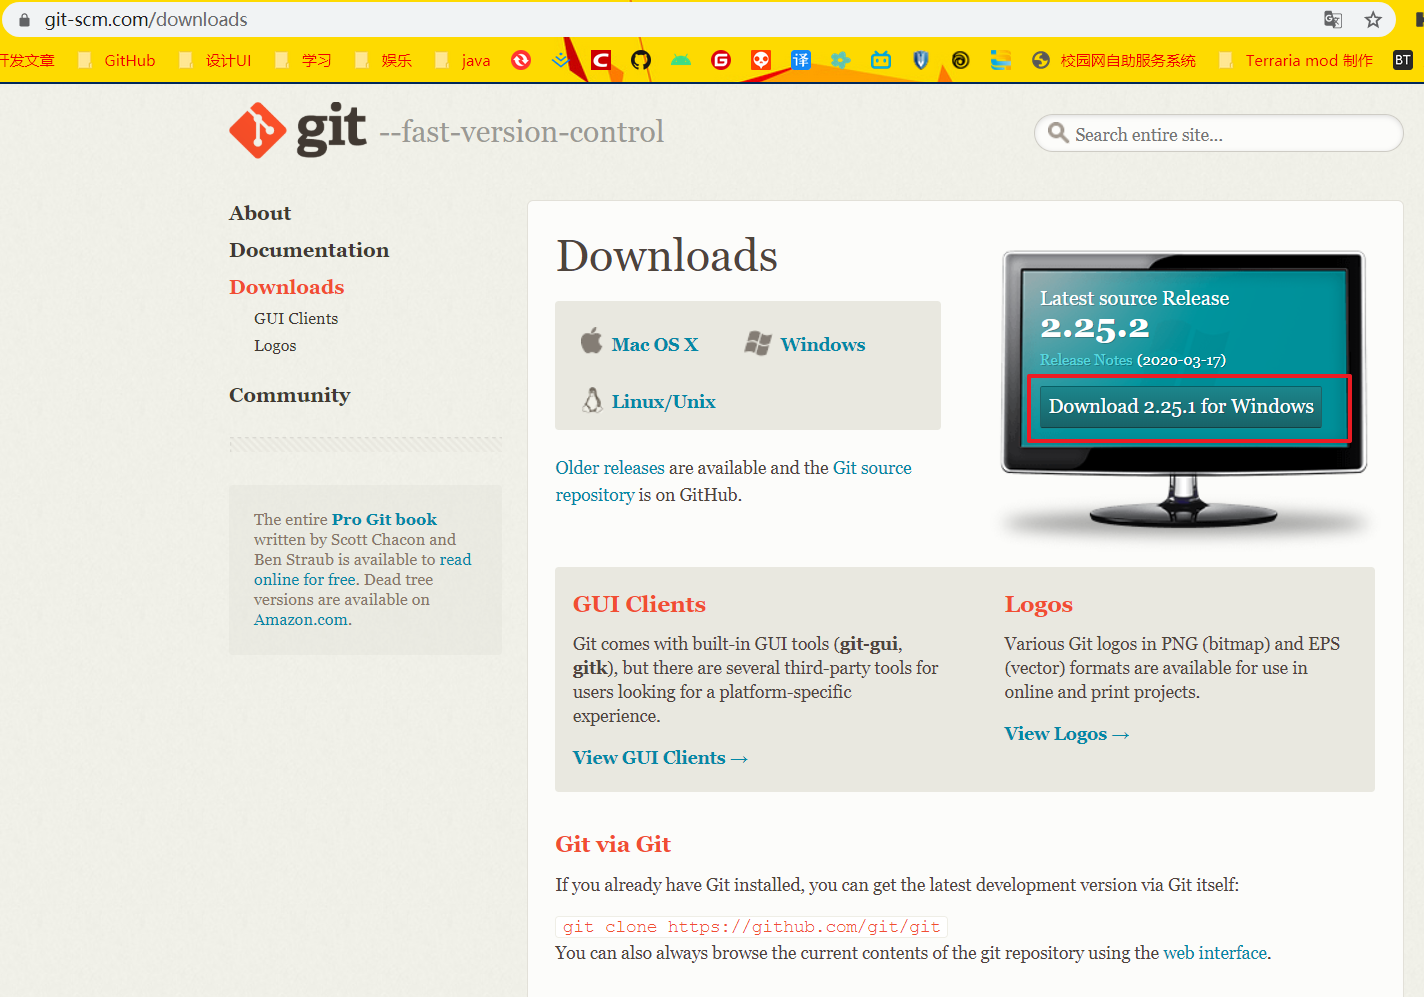 git-scm.com/downloads
开发文章 GitHub 设计UI 学习 娱乐 java 校园网自助服务系统 Terraria mod 制作
git --fast-version-control
Search entire site...
About
Documentation
Downloads
GUI Clients
Logos
Community
The entire Pro Git book
written by Scott Chacon and
Ben Straub is available to read
online for free. Dead tree
versions are available on
Amazon.com.
Downloads
Mac OS X Windows
Linux/Unix
Older releases are available and the Git source
repository is on GitHub.
Latest source Release
2.25.2
Release Notes (2020-03-17)
Download 2.25.1 for Windows
GUI Clients
Git comes with built-in GUI tools (git-gui,
gitk), but there are several third-party tools for
users looking for a platform-specific
experience.
View GUI Clients →
Logos
Various Git logos in PNG (bitmap) and EPS
(vector) formats are available for use in
online and print projects.
View Logos →
Git via Git
If you already have Git installed, you can get the latest development version via Git itself:
git clone https://github.com/git/git
You can also always browse the current contents of the git repository using the web interface.